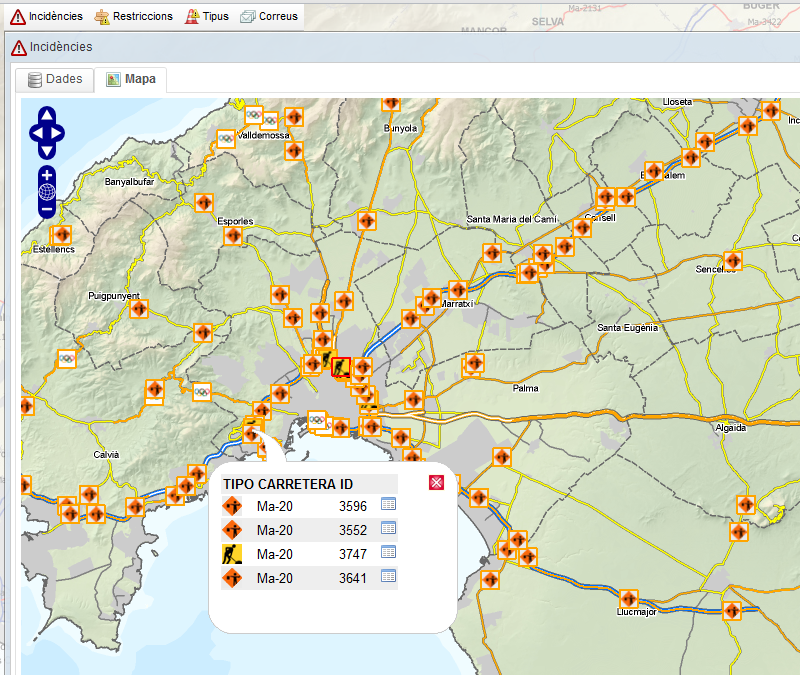 Incidències Restriccions Tipus Correus
Ma-2131
SELVA
MANCOR
BUGER
Ma-3422
Incidències
Dades Mapa
Lloseta
Bunyola
Valldemossa
Banyalbufar
Esporles
Santa Maria del Camí
Consell
Estellencs
Puigpunyent
Marratxí
Santa Eugènia
Palma
Algaida
Calvià
TIPO CARRETERA ID
Ma-20 3596
Ma-20 3552
Ma-20 3747
Ma-20 3641
Llucmajor